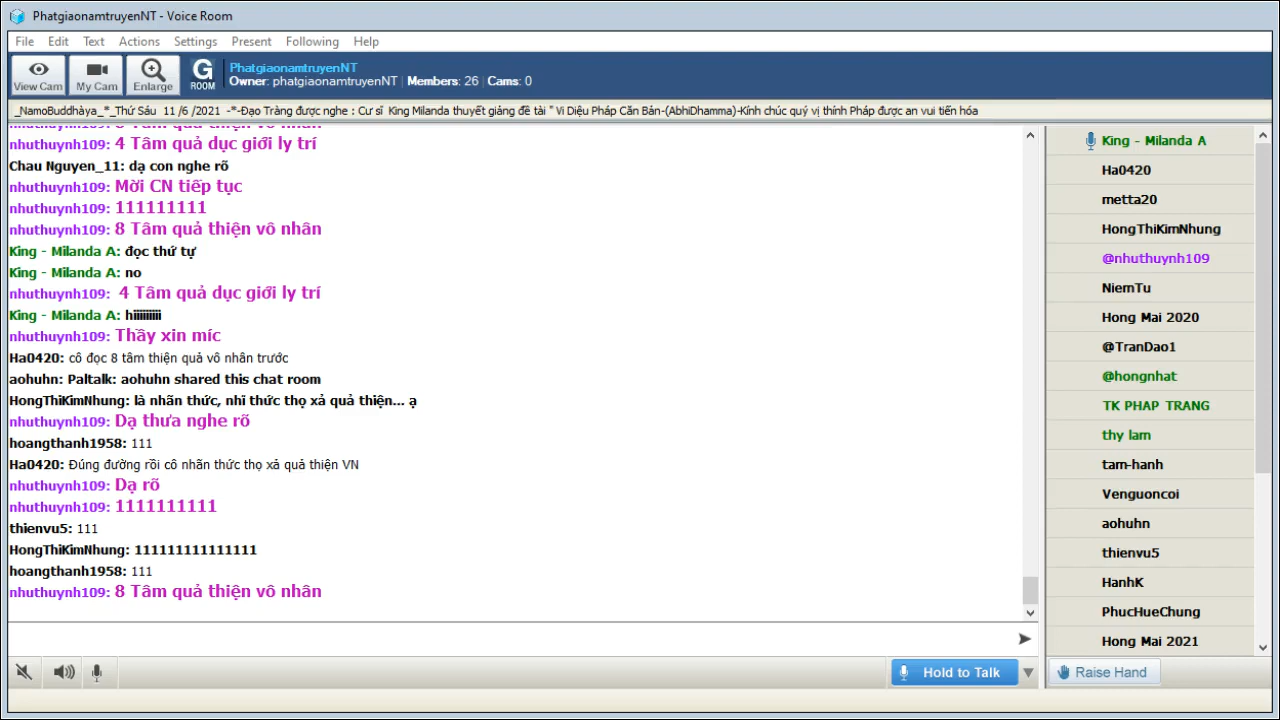 PhatgiaonamtruyenNT - Voice Room
File Edit Text Actions Settings Present Following Help
View Cam My Cam Enlarge G ROOM
PhatgiaonamtruyenNT
Owner: phatgiaonamtruyenNT | Members: 26 | Cams: 0
_NamoBuddhàya_*_Thứ Sáu 11/6 /2021 -*-Đạo Tràng được nghe : Cư sĩ King Milanda thuyết giảng đề tài " Vi Diệu Pháp Căn Bản-(AbhiDhamma)-Kính chúc quý vị thính Pháp được an vui tiến hóa
nhuthuynh109: 4 Tâm quả dục giới ly trí
Chau Nguyen_11: dạ con nghe rõ
nhuthuynh109: Mời CN tiếp tục
nhuthuynh109: 111111111
nhuthuynh109: 8 Tâm quả thiện vô nhân
King - Milanda A: đọc thứ tự
King - Milanda A: no
nhuthuynh109: 4 Tâm quả dục giới ly trí
King - Milanda A: hiiiiiiiii
nhuthuynh109: Thầy xin míc
Ha0420: cô đọc 8 tâm thiện quả vô nhân trước
aohuhn: Paltalk: aohuhn shared this chat room
HongThiKimNhung: là nhãn thức, nhĩ thức thọ xả quả thiện... ạ
nhuthuynh109: Dạ thưa nghe rõ
hoangthanh1958: 111
Ha0420: Đúng đường rồi cô nhãn thức thọ xả quả thiện VN
nhuthuynh109: Dạ rõ
nhuthuynh109: 1111111111
thienvu5: 111
HongThiKimNhung: 111111111111111
hoangthanh1958: 111
nhuthuynh109: 8 Tâm quả thiện vô nhân
King - Milanda A
Ha0420
metta20
HongThiKimNhung
@nhuthuynh109
NiemTu
Hong Mai 2020
@TranDao1
@hongnhat
TK PHAP TRANG
thy lam
tam-hanh
Venguoncoi
aohuhn
thienvu5
HanhK
PhucHueChung
Hong Mai 2021
Hold to Talk
Raise Hand